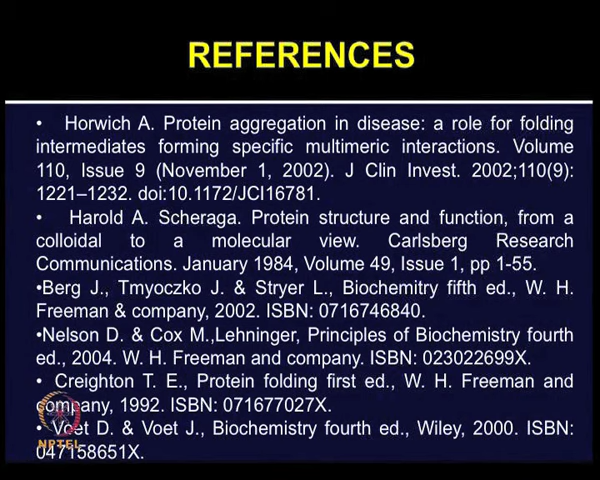 REFERENCES
• Horwich A. Protein aggregation in disease: a role for folding
intermediates forming specific multimeric interactions. Volume
110, Issue 9 (November 1, 2002). J Clin Invest. 2002;110(9):
1221–1232. doi:10.1172/JCI16781.
• Harold A. Scheraga. Protein structure and function, from a
colloidal to a molecular view. Carlsberg Research
Communications. January 1984, Volume 49, Issue 1, pp 1-55.
•Berg J., Tmyoczko J. & Stryer L., Biochemitry fifth ed., W. H.
Freeman & company, 2002. ISBN: 0716746840.
•Nelson D. & Cox M.,Lehninger, Principles of Biochemistry fourth
ed., 2004. W. H. Freeman and company. ISBN: 023022699X.
• Creighton T. E., Protein folding first ed., W. H. Freeman and
company, 1992. ISBN: 071677027X.
• Voet D. & Voet J., Biochemistry fourth ed., Wiley, 2000. ISBN:
NPTEL
047158651X.